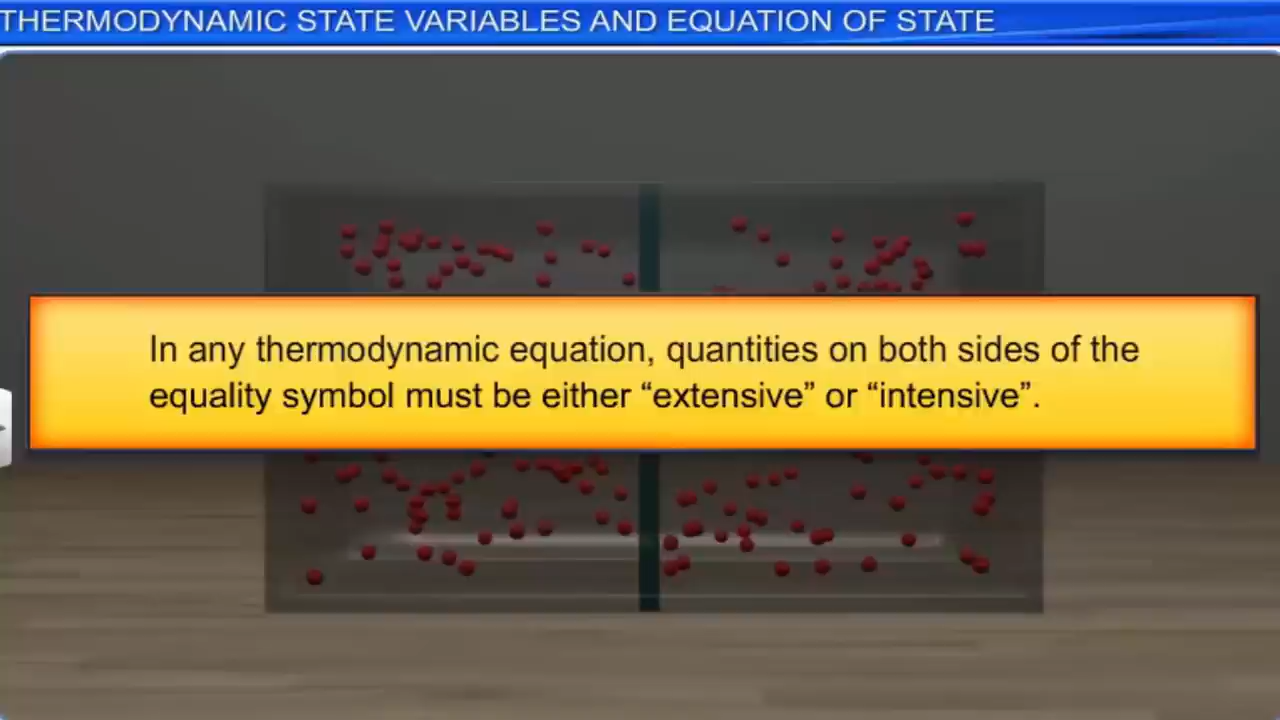 THERMODYNAMIC STATE VARIABLES AND EQUATION OF STATE
In any thermodynamic equation, quantities on both sides of the
equality symbol must be either “extensive” or “intensive”.